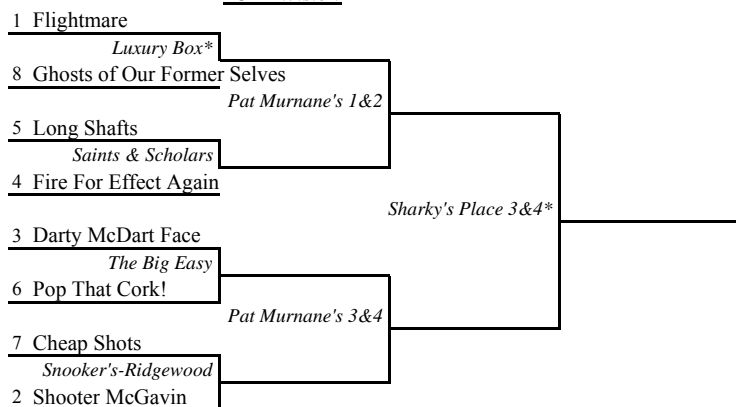 1 Flightmare
Luxury Box*
8 Ghosts of Our Former Selves
Pat Murnane's 1&2
5 Long Shafts
Saints & Scholars
4 Fire For Effect Again
Sharky's Place 3&4*
3 Darty McDart Face
The Big Easy
6 Pop That Cork!
Pat Murnane's 3&4
7 Cheap Shots
Snooker's-Ridgewood
2 Shooter McGavin